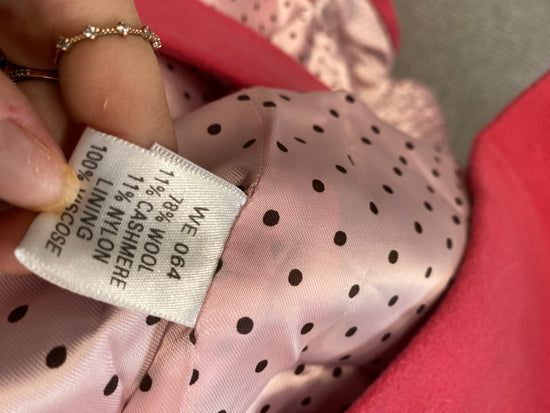 WE 064
78% WOOL
11% CASHMERE
11% NYLON
LINING
100% VISCOSE